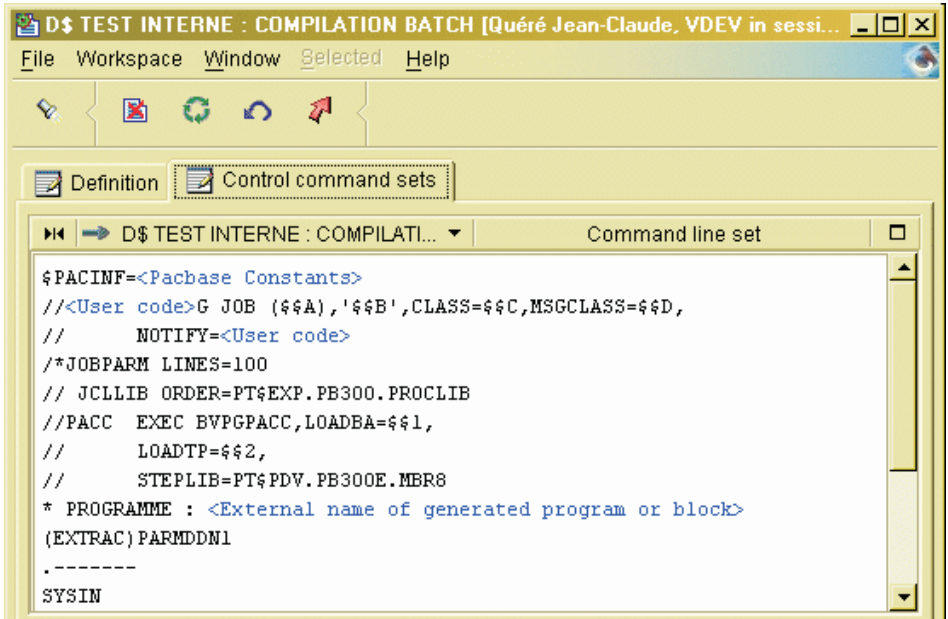 D$ TEST INTERNE : COMPILATION BATCH [Quéré Jean-Claude, VDEV in sessi...
File Workspace Window Selected Help
Definition Control command sets
D$ TEST INTERNE : COMPILATI... Command line set
$PACINF=<Pacbase Constants>
//<User code>G JOB ($$A),'$$B',CLASS=$$C,MSGCLASS=$$D,
// NOTIFY=<User code>
/*JOBPARM LINES=100
// JCLLIB ORDER=PT$EXP.PB300.PROCLIB
//PACC EXEC BVPGPACC,LOADBA=$$1,
// LOADTP=$$2,
// STEPLIB=PT$PDV.PB300E.MBR8
* PROGRAMME : <External name of generated program or block>
(EXTRAC)PARMDDN1
.-------
SYSIN